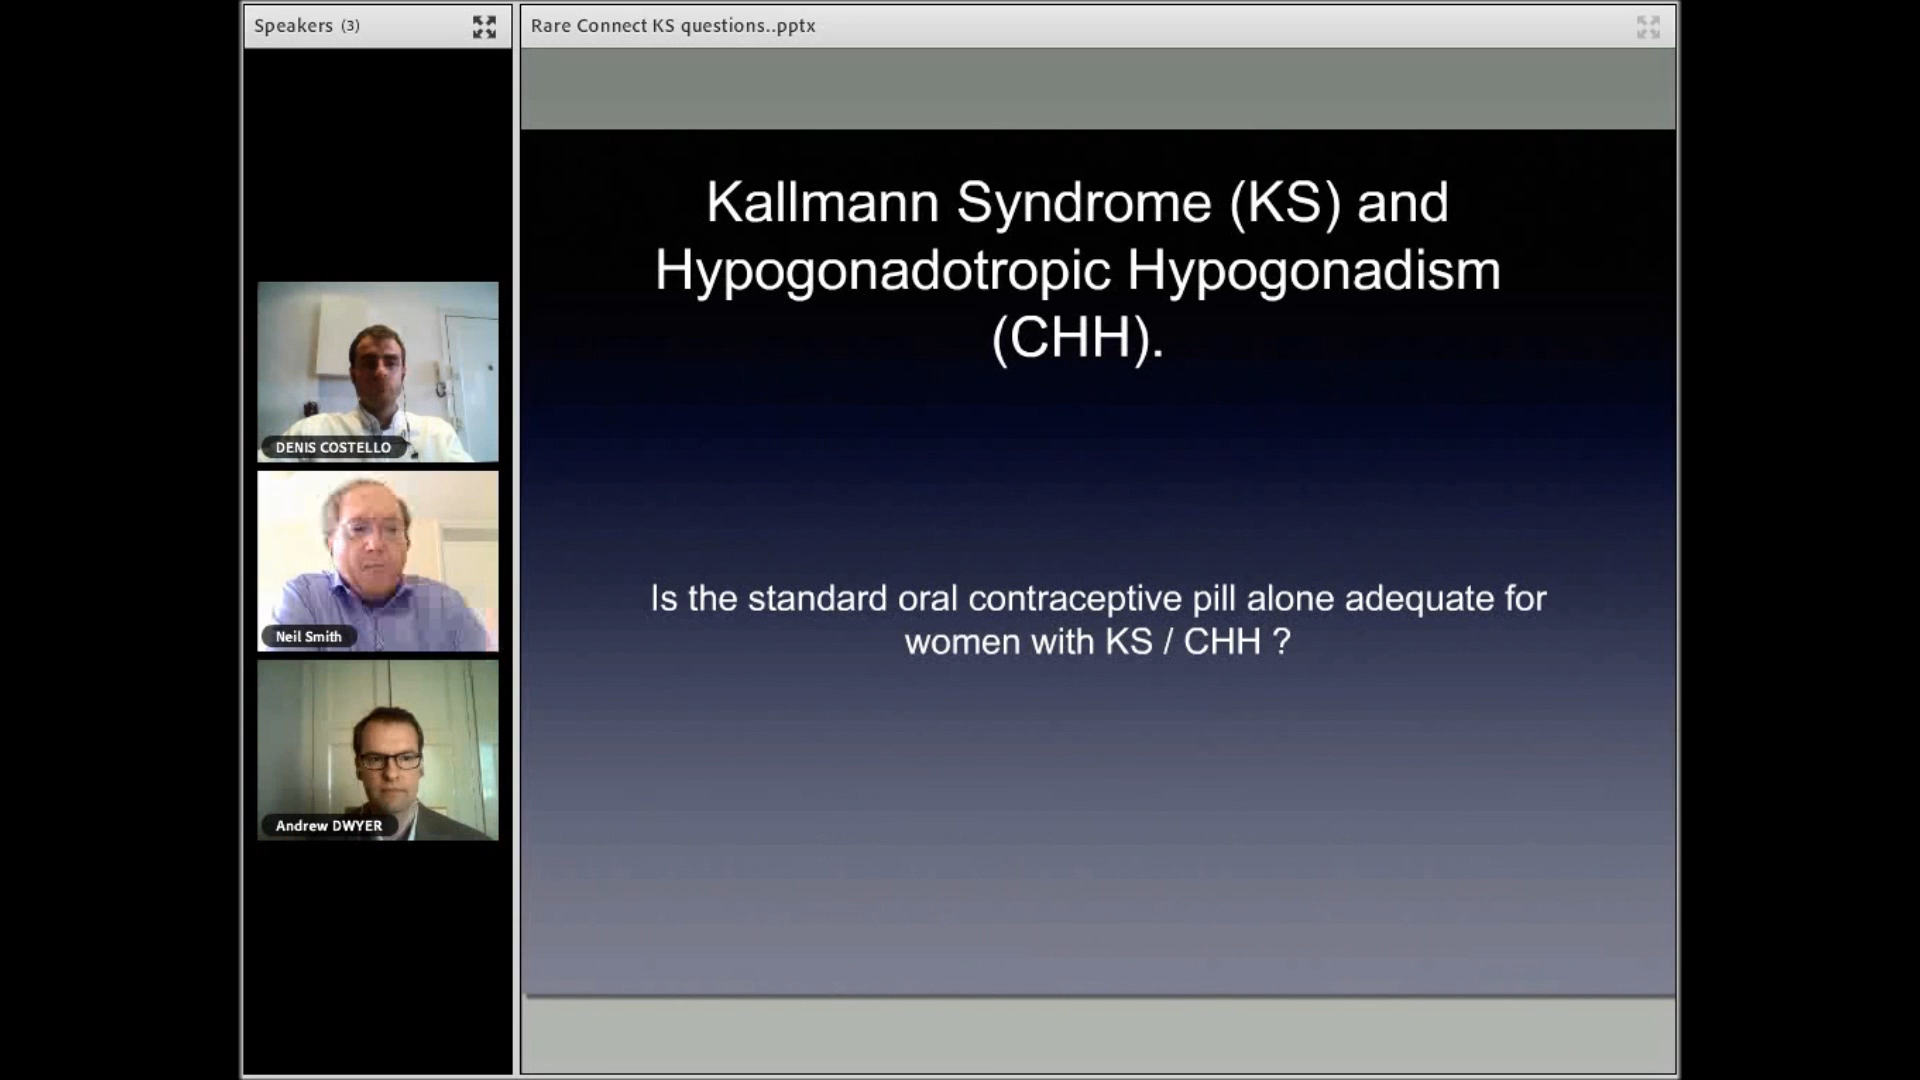 Speakers (3)
Rare Connect KS questions..pptx
Kallmann Syndrome (KS) and
Hypogonadotropic Hypogonadism
(CHH).
Is the standard oral contraceptive pill alone adequate for
women with KS / CHH ?
DENIS COSTELLO
Neil Smith
Andrew DWYER